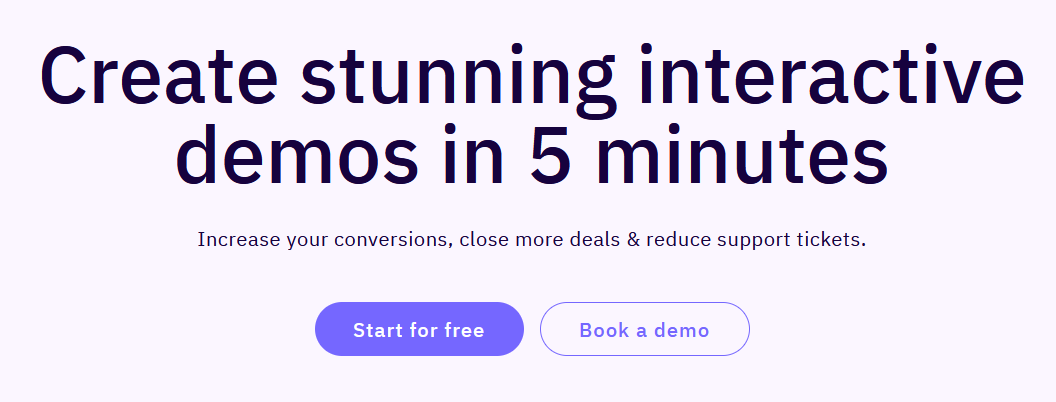 Create stunning interactive
demos in 5 minutes
Increase your conversions, close more deals & reduce support tickets.
Start for free
Book a demo